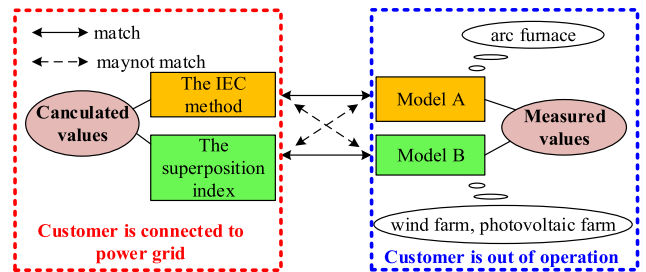 match
maynot match
The IEC
method
Canculated
values
The
superposition
index
Customer is connected to
power grid
arc furnace
Model A
Measured
values
Model B
wind farm, photovoltaic farm
Customer is out of operation